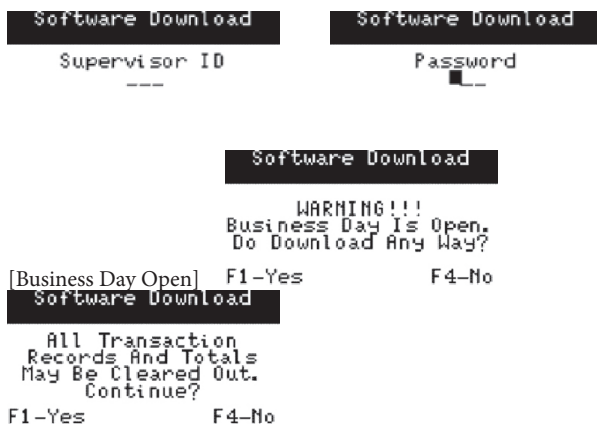 Software Download
Supervisor ID
___
Software Download
Password
__
Software Download
WARNING!!!
Business Day Is Open.
Do Download Any Way?
[Business Day Open]
F1-Yes F4-No
Software Download
All Transaction
Records And Totals
May Be Cleared Out.
Continue?
F1-Yes F4-No